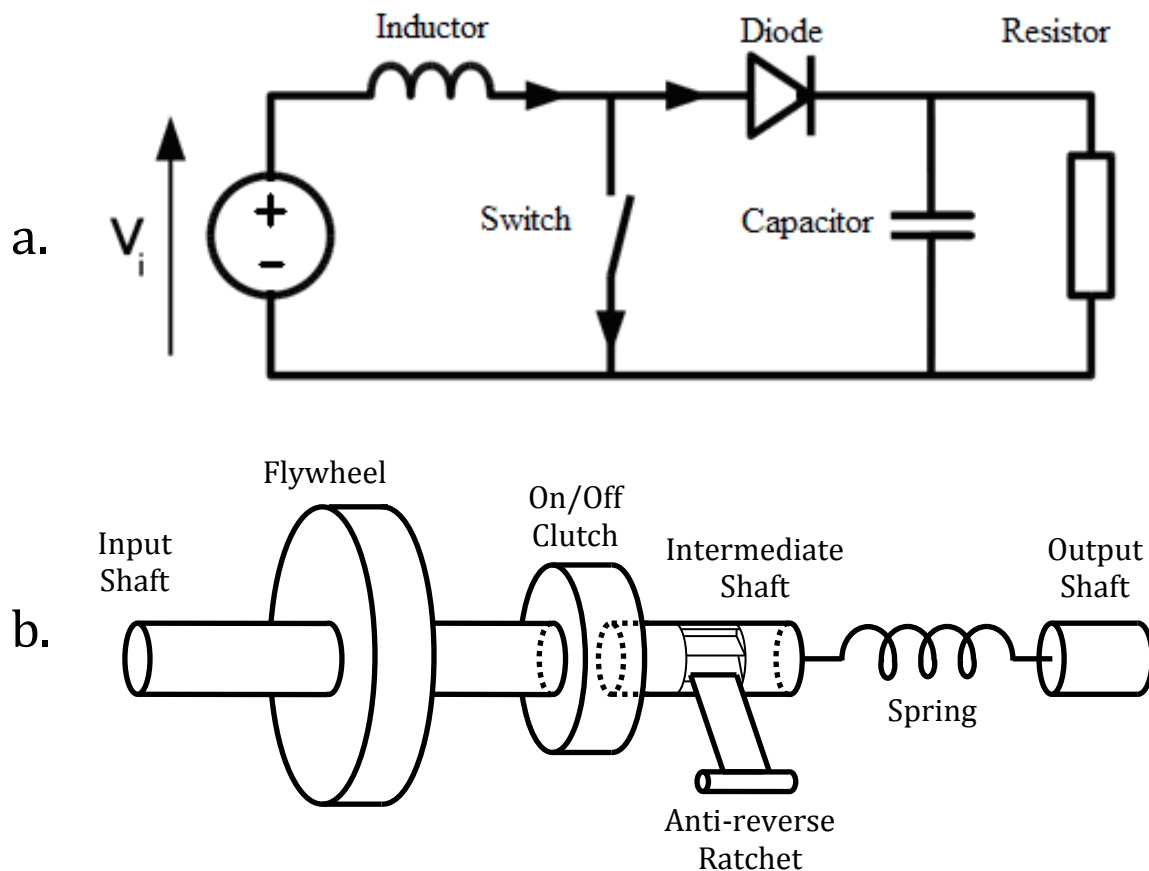 Inductor
Diode
Resistor
a.
Vi
+
-
Switch
Capacitor
Flywheel
On/Off
Clutch
Input
Shaft
Intermediate
Shaft
Output
Shaft
b.
Spring
Anti-reverse
Ratchet